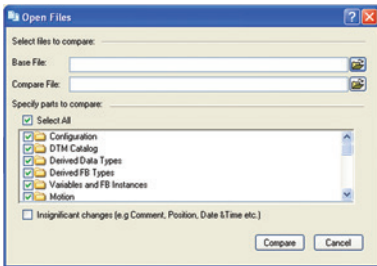 Open Files
Select files to compare:
Base File:
Compare File:
Specify parts to compare:
Select All
Configuration
DTM Catalog
Derived Data Types
Derived FB Types
Variables and FB Instances
Motion
Insignificant changes (e.g Comment, Position, Date &Time etc.)
Compare Cancel